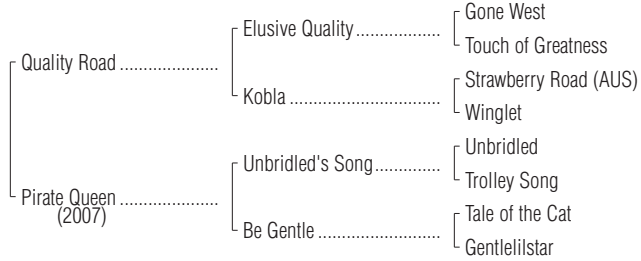 Gone West
Elusive Quality ....................
Touch of Greatness
Quality Road .......................
Strawberry Road (AUS)
Kobla ....................................
Winglet
Unbridled
Unbridled's Song...............
Trolley Song
Pirate Queen .......................
(2007)
Tale of the Cat
Be Gentle .............................
Gentlelilstar